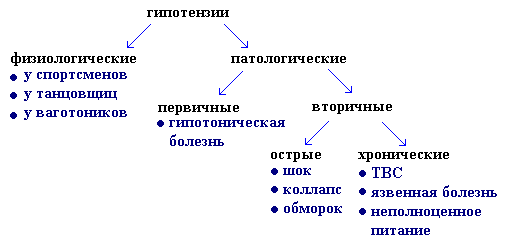 гипотензии
физиологические
у спортсменов
у танцовщиц
у ваготоников
патологические
первичные
гипотоническая
болезнь
вторичные
острые
шок
коллапс
обморок
хронические
ТВС
язвенная болезнь
неполноценное
питание